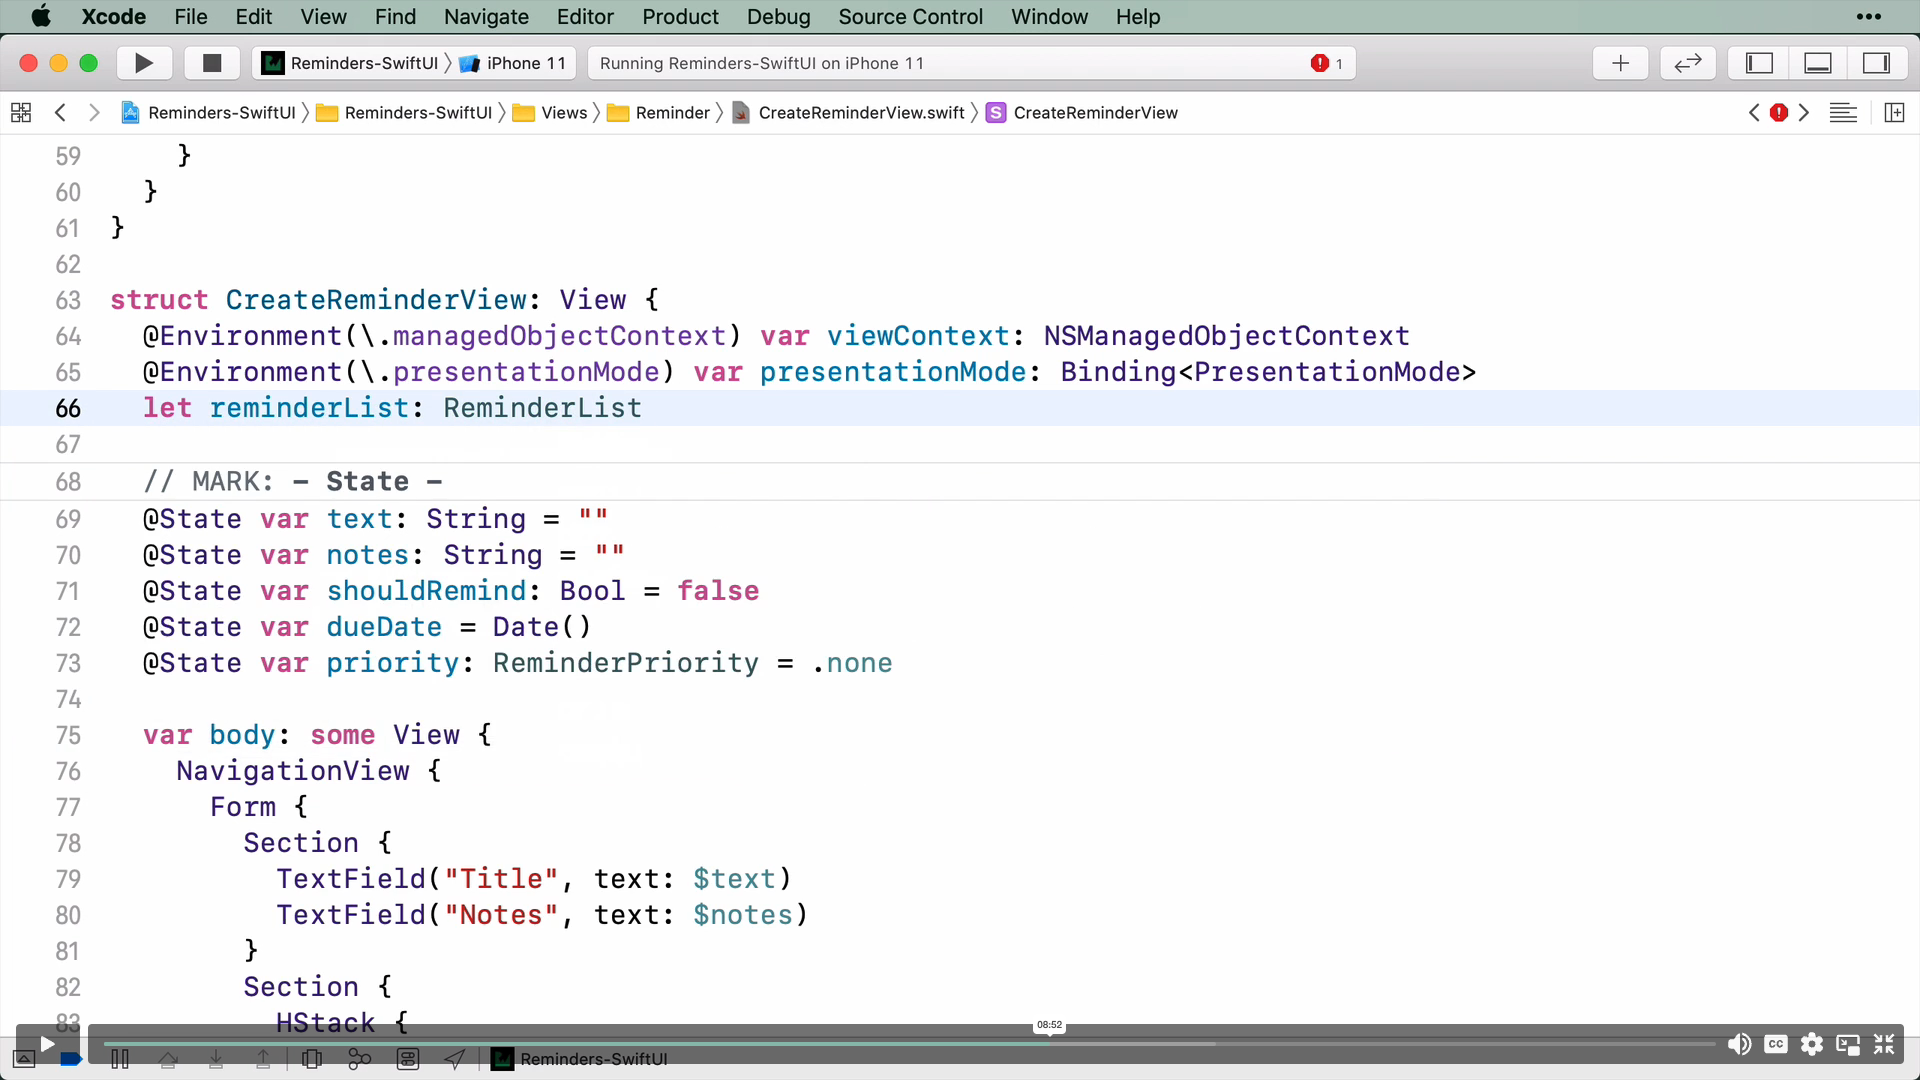 Xcode File Edit View Find Navigate Editor Product Debug Source Control Window Help
Reminders-SwiftUI iPhone 11 Running Reminders-SwiftUI on iPhone 11 1
Reminders-SwiftUI Reminders-SwiftUI Views Reminder CreateReminderView.swift S CreateReminderView
59 }
60 }
61 }
62
63 struct CreateReminderView: View {
64 @Environment(\.managedObjectContext) var viewContext: NSManagedObjectContext
65 @Environment(\.presentationMode) var presentationMode: Binding<PresentationMode>
66 let reminderList: ReminderList
67
68 // MARK: - State -
69 @State var text: String = ""
70 @State var notes: String = ""
71 @State var shouldRemind: Bool = false
72 @State var dueDate = Date()
73 @State var priority: ReminderPriority = .none
74
75 var body: some View {
76 NavigationView {
77 Form {
78 Section {
79 TextField("Title", text: $text)
80 TextField("Notes", text: $notes)
81 }
82 Section {
83 HStack {
08:52
CC
Reminders-SwiftUI